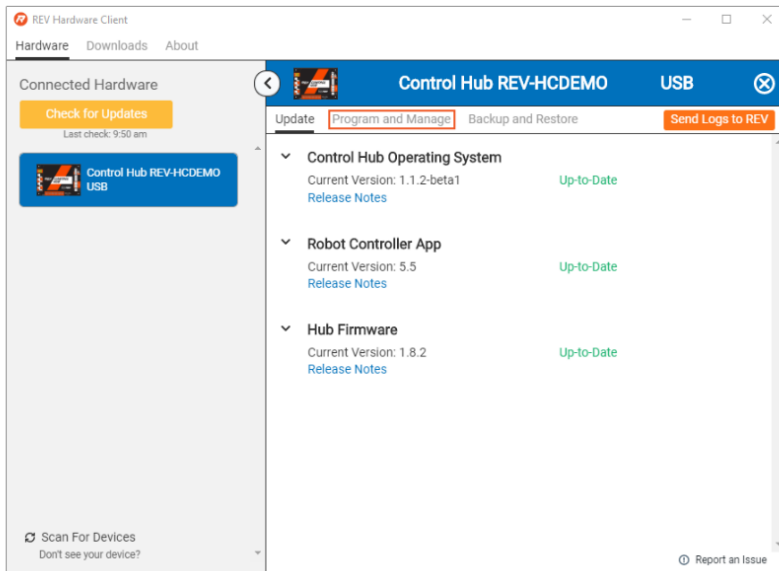 REV Hardware Client
Hardware Downloads About
Connected Hardware
Check for Updates
Last check: 9:50 am
Control Hub REV-HCDEMO
USB
Scan For Devices
Don't see your device?
Control Hub REV-HCDEMO USB
Update Program and Manage Backup and Restore Send Logs to REV
Control Hub Operating System
Current Version: 1.1.2-beta1 Up-to-Date
Release Notes
Robot Controller App
Current Version: 5.5 Up-to-Date
Release Notes
Hub Firmware
Current Version: 1.8.2 Up-to-Date
Release Notes
Report an Issue